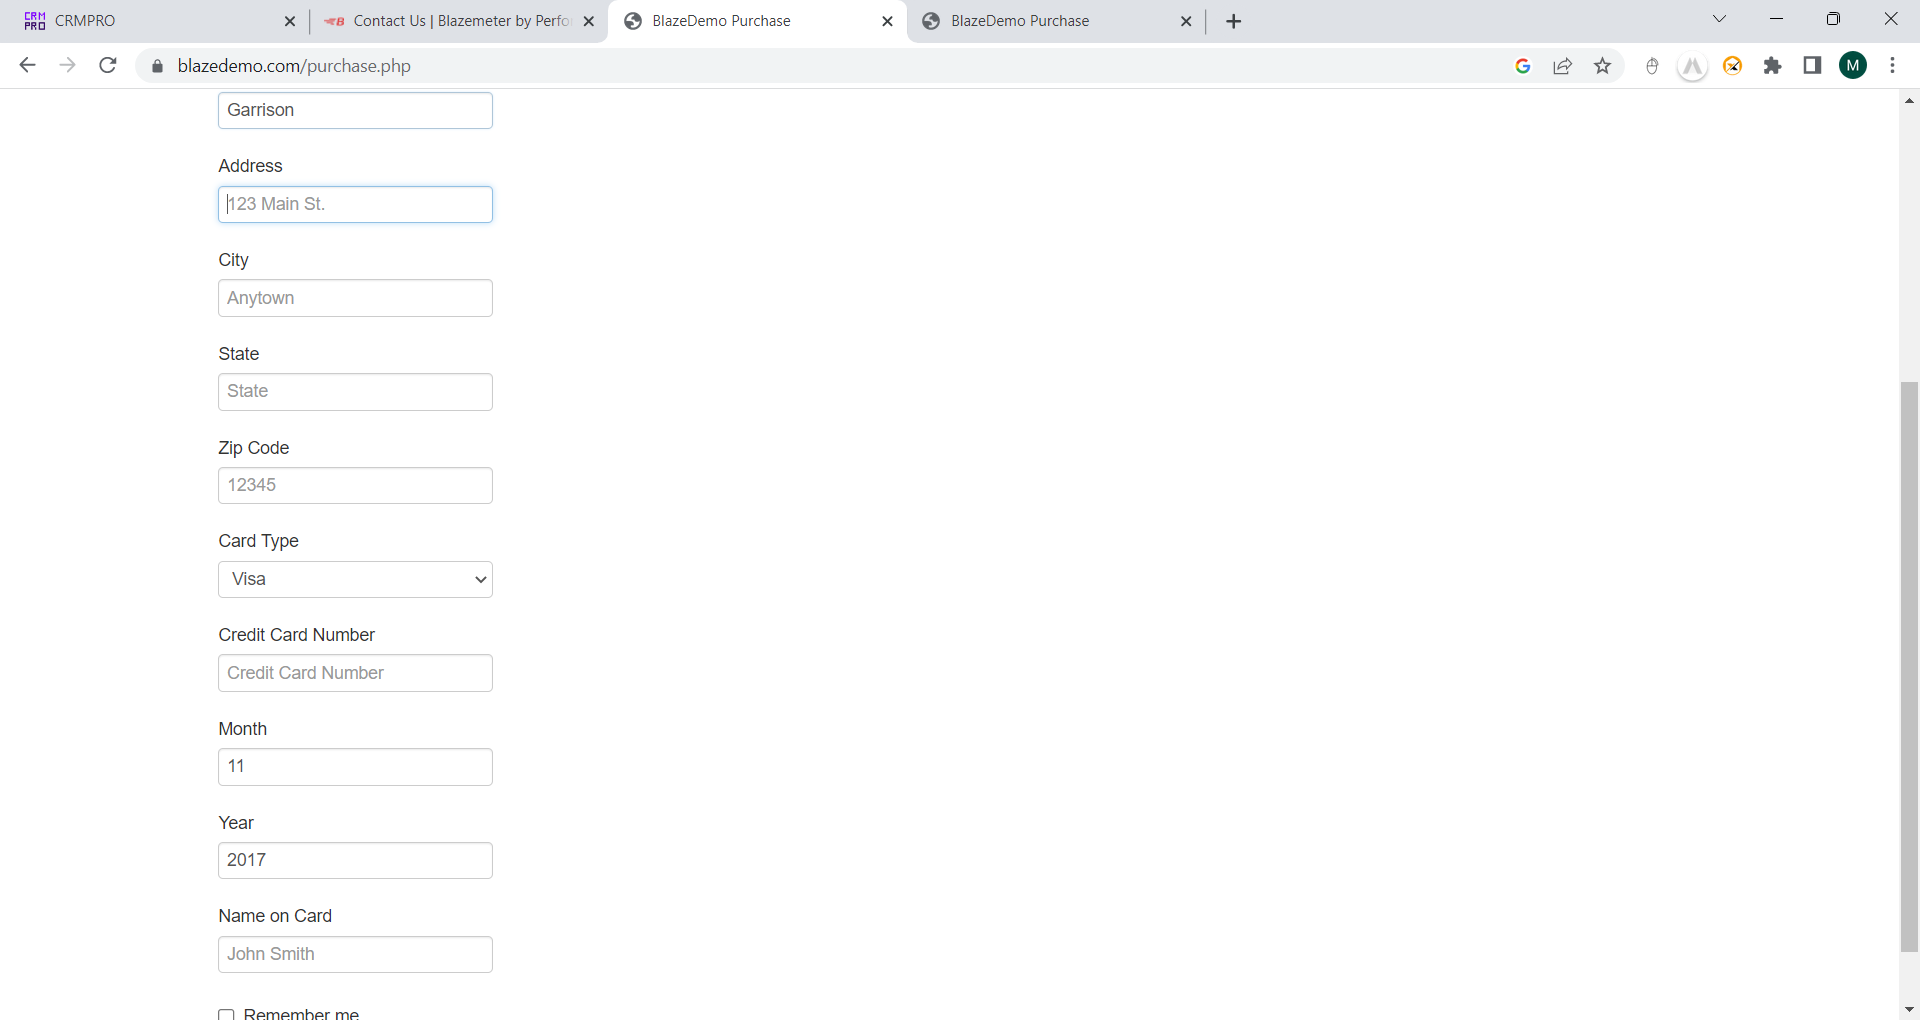 CRM PRO CRMPRO
Contact Us | Blazemeter by Perfo
BlazeDemo Purchase
BlazeDemo Purchase
blazedemo.com/purchase.php
M
Garrison
Address
123 Main St.
City
Anytown
State
State
Zip Code
12345
Card Type
Visa
Credit Card Number
Credit Card Number
Month
11
Year
2017
Name on Card
John Smith
Remember me